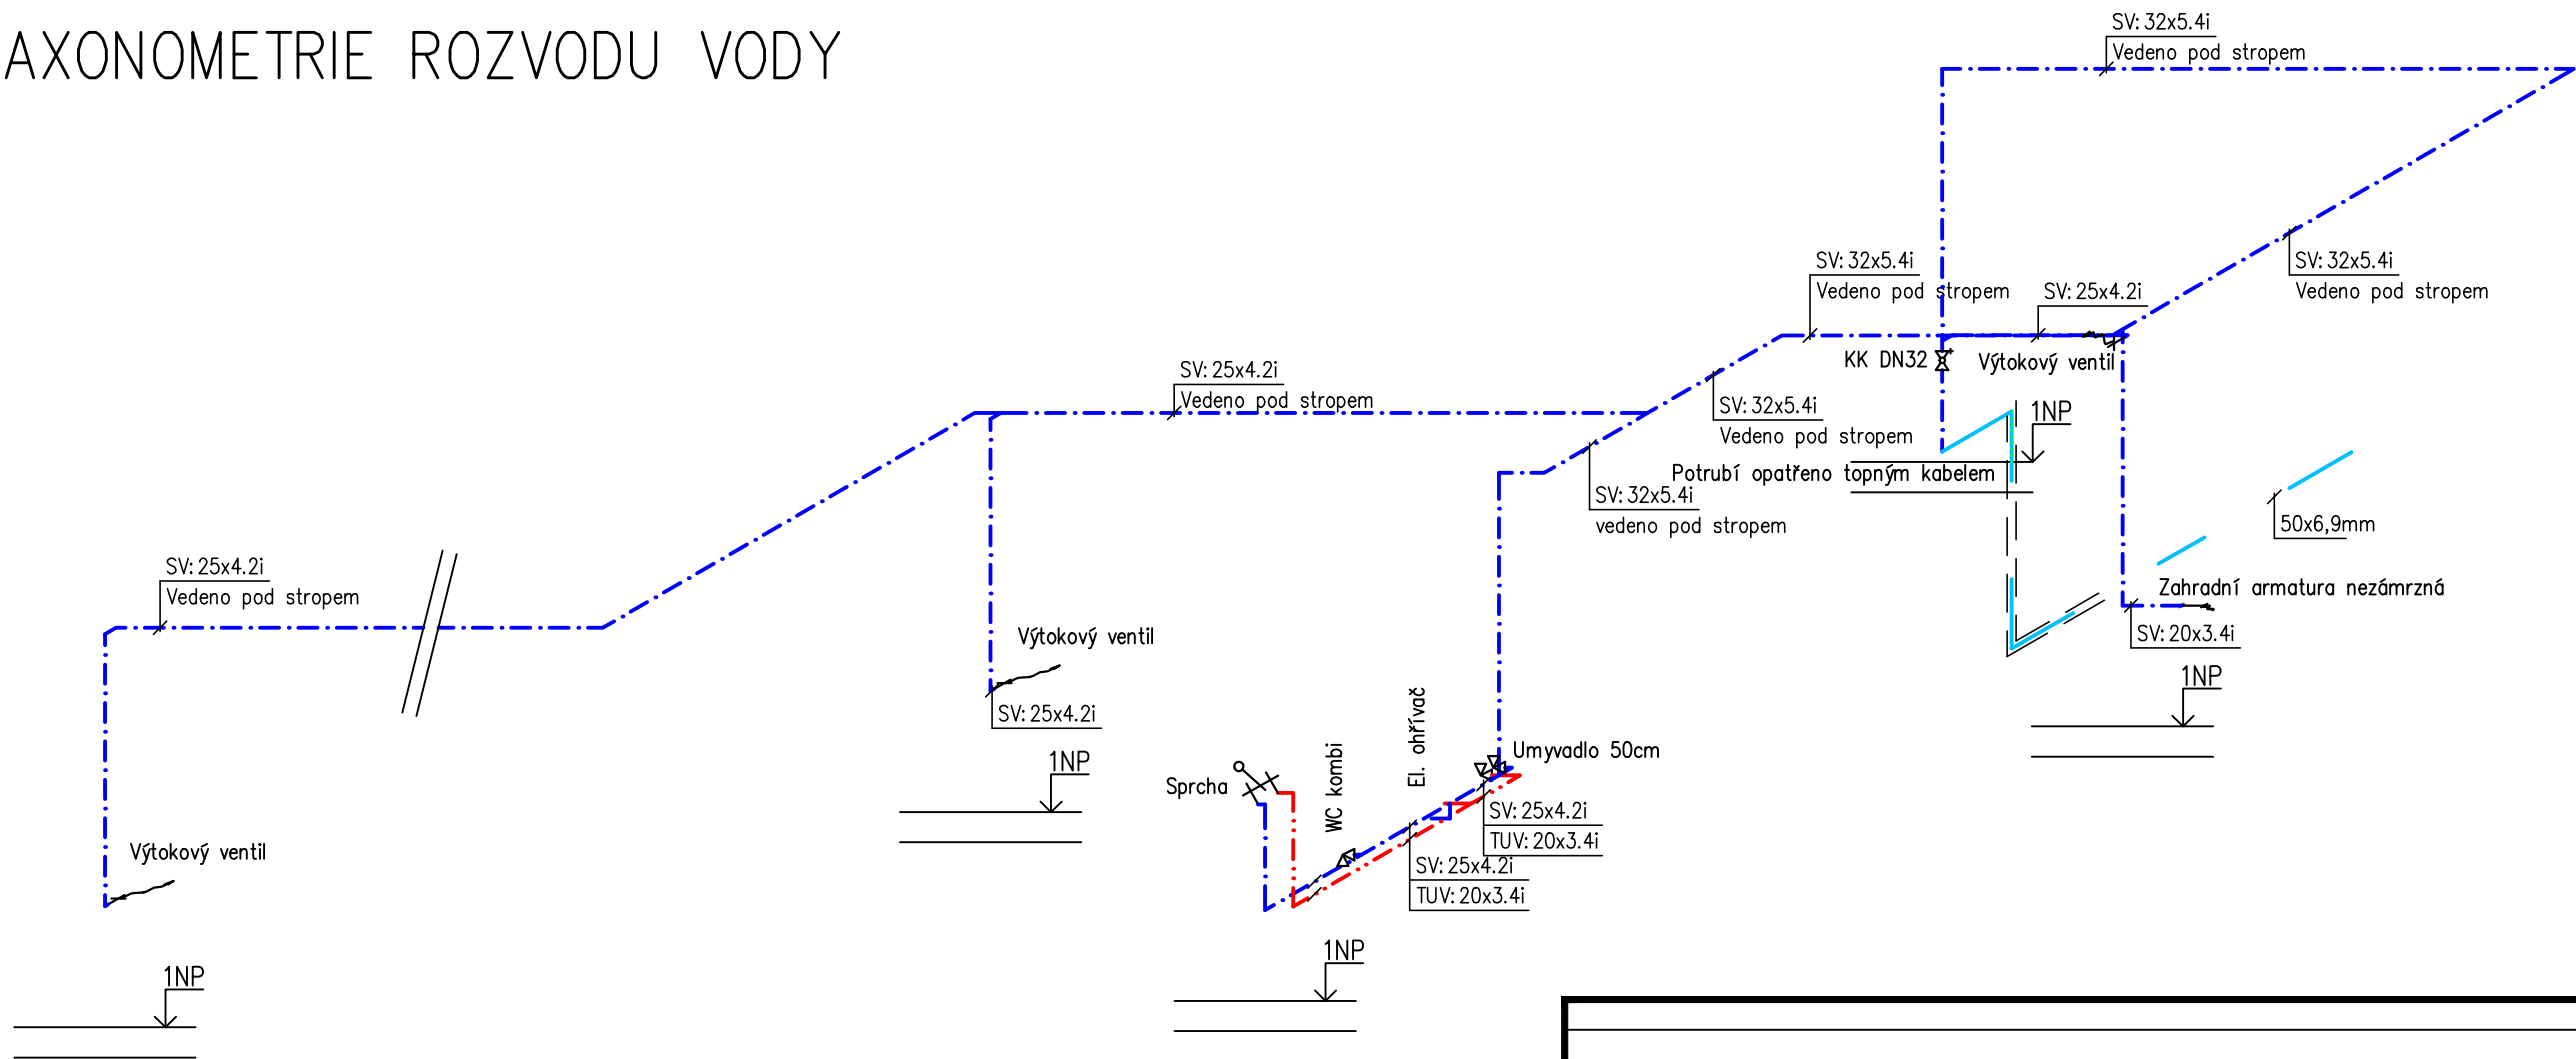 AXONOMETRIE ROZVODU VODY
SV: 32x5.4i
Vedeno pod stropem
SV: 32x5.4i
Vedeno pod stropem
SV: 32x5.4i
Vedeno pod stropem
SV: 25x4.2i
KK DN32
Výtokový ventil
SV: 25x4.2i
Vedeno pod stropem
SV: 32x5.4i
Vedeno pod stropem
1NP
Potrubí opatřeno topným kabelem
SV: 32x5.4i
vedeno pod stropem
50x6,9mm
SV: 25x4.2i
Vedeno pod stropem
Zahradní armatura nezámrzná
SV: 20x3.4i
Výtokový ventil
SV: 25x4.2i
1NP
1NP
El. ohřívač
Umyvadlo 50cm
WC kombi
Sprcha
SV: 25x4.2i
TUV: 20x3.4i
SV: 25x4.2i
TUV: 20x3.4i
Výtokový ventil
1NP
1NP